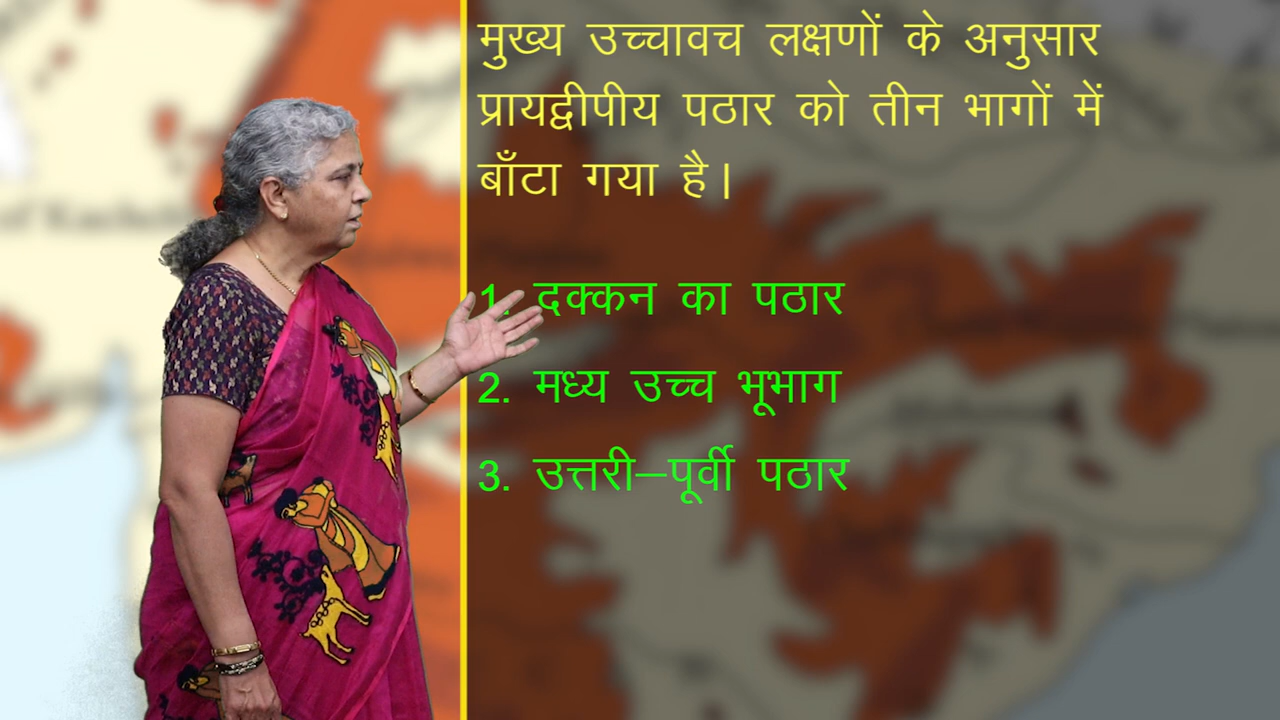 मुख्य उच्चावच लक्षणों के अनुसार
प्रायद्वीपीय पठार को तीन भागों में
बाँटा गया है।
1. दक्कन का पठार
2. मध्य उच्च भूभाग
3. उत्तरी–पूर्वी पठार